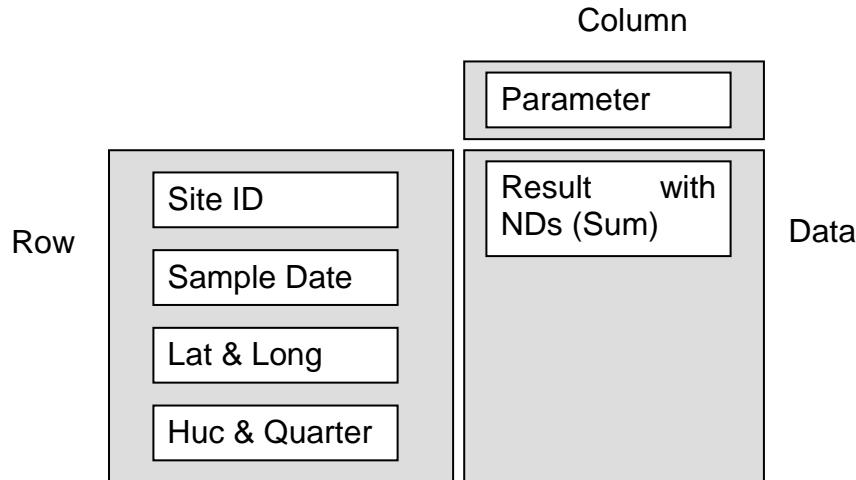 Column
Parameter
Row
Site ID
Sample Date
Lat & Long
Huc & Quarter
Result with
NDs (Sum)
Data